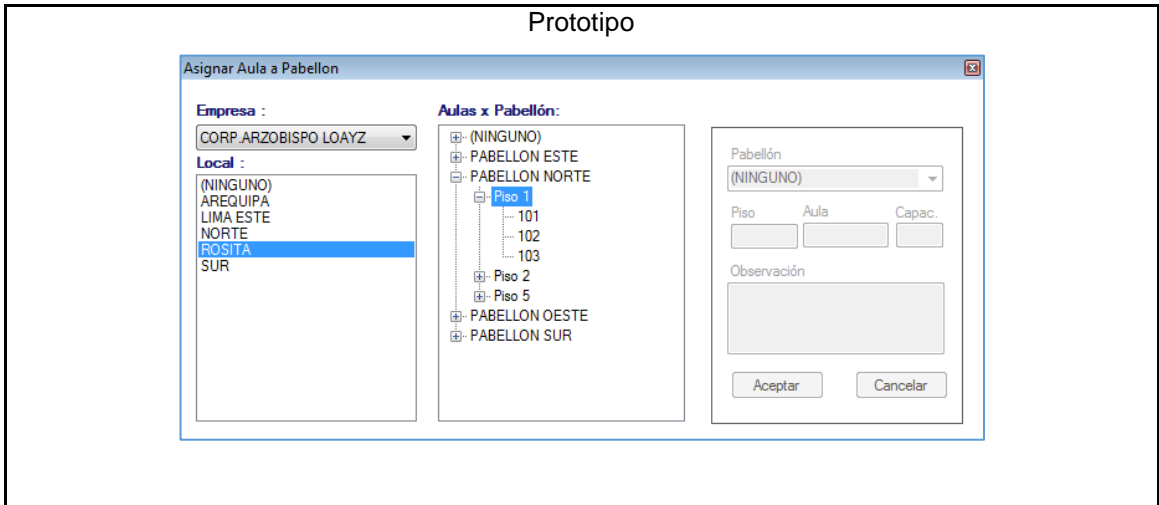 Prototipo
Asignar Aula a Pabellon
Empresa :
CORP.ARZOBISPO LOAYZ
Local :
(NINGUNO)
AREQUIPA
LIMA ESTE
NORTE
ROSITA
SUR
Aulas x Pabellón:
(NINGUNO)
PABELLON ESTE
PABELLON NORTE
Piso 1
101
102
103
Piso 2
Piso 5
PABELLON OESTE
PABELLON SUR
Pabellón
(NINGUNO)
Piso Aula Capac.
Observación
Aceptar Cancelar